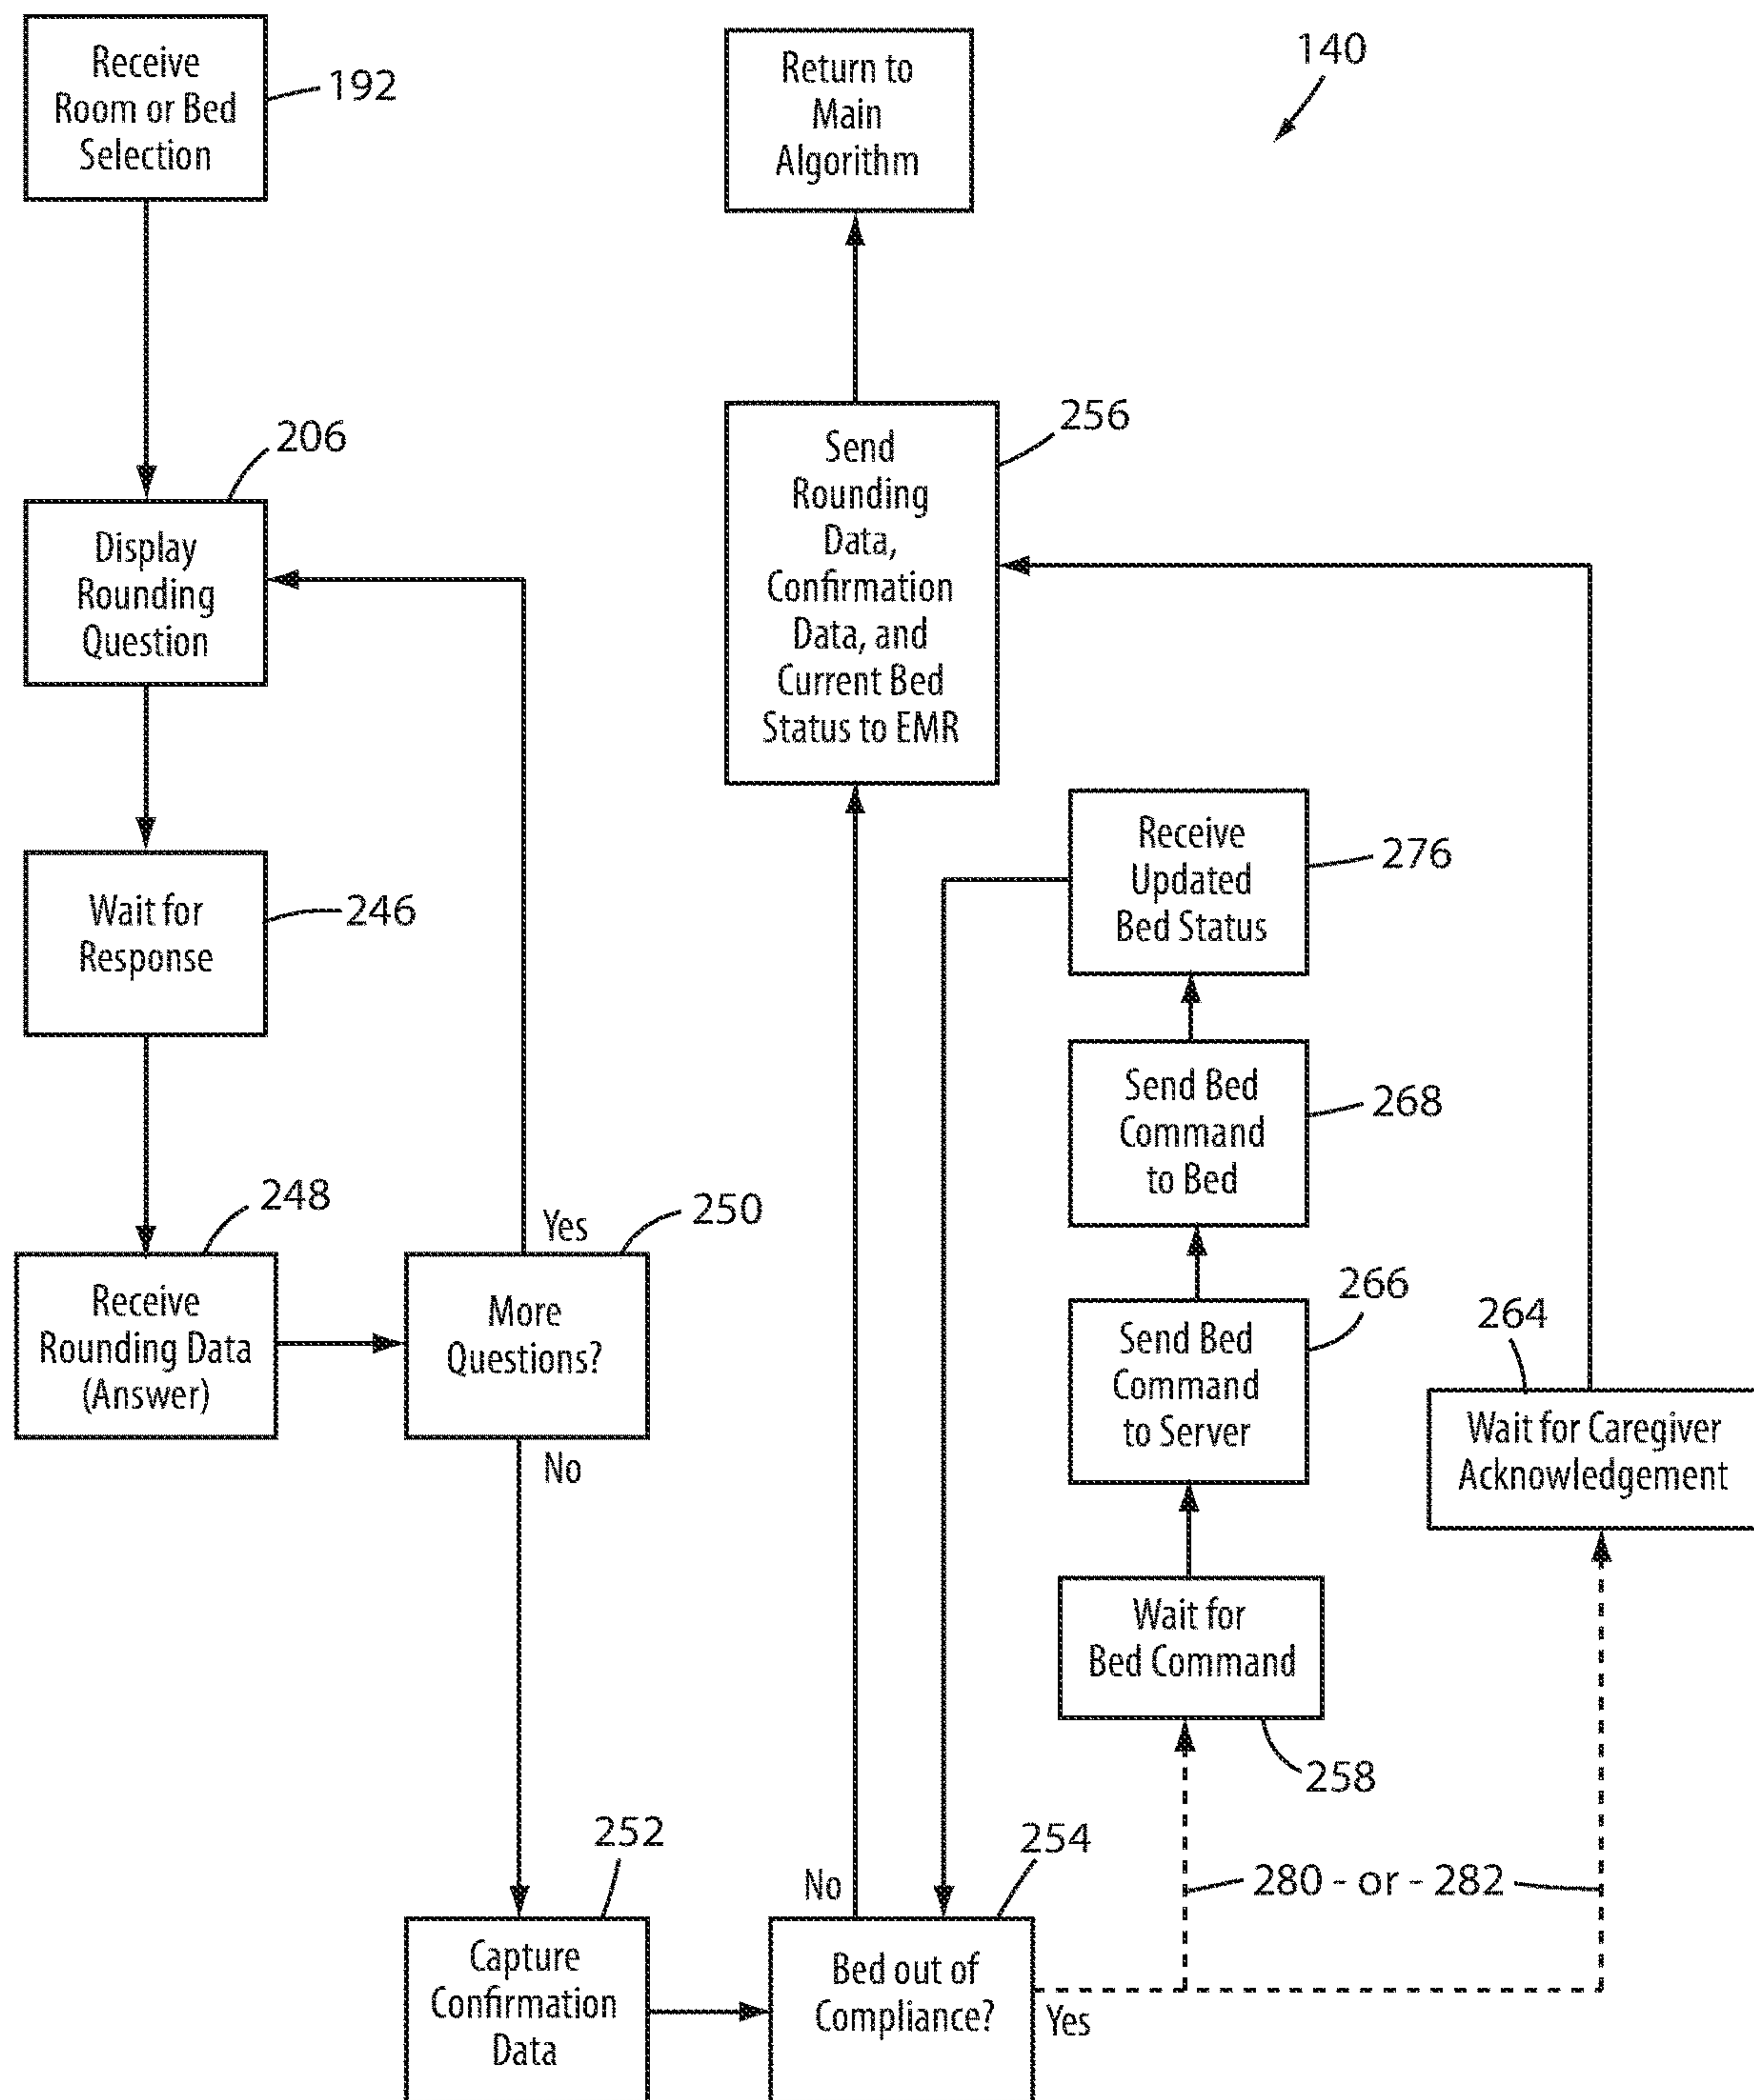 Receive
Room or Bed
Selection
192
Return to
Main
Algorithm
140
206
Display
Rounding
Question
256
Send
Rounding
Data,
Confirmation
Data, and
Current Bed
Status to EMR
Wait for
Response
246
Receive
Updated
Bed Status
276
Send Bed
Command
to Bed
268
248
Receive
Rounding Data
(Answer)
Yes
250
More
Questions?
No
266
Send Bed
Command
to Server
264
Wait for Caregiver
Acknowledgement
Wait for
Bed Command
258
252
Capture
Confirmation
Data
No
254
Bed out of
Compliance?
Yes
280 - or - 282